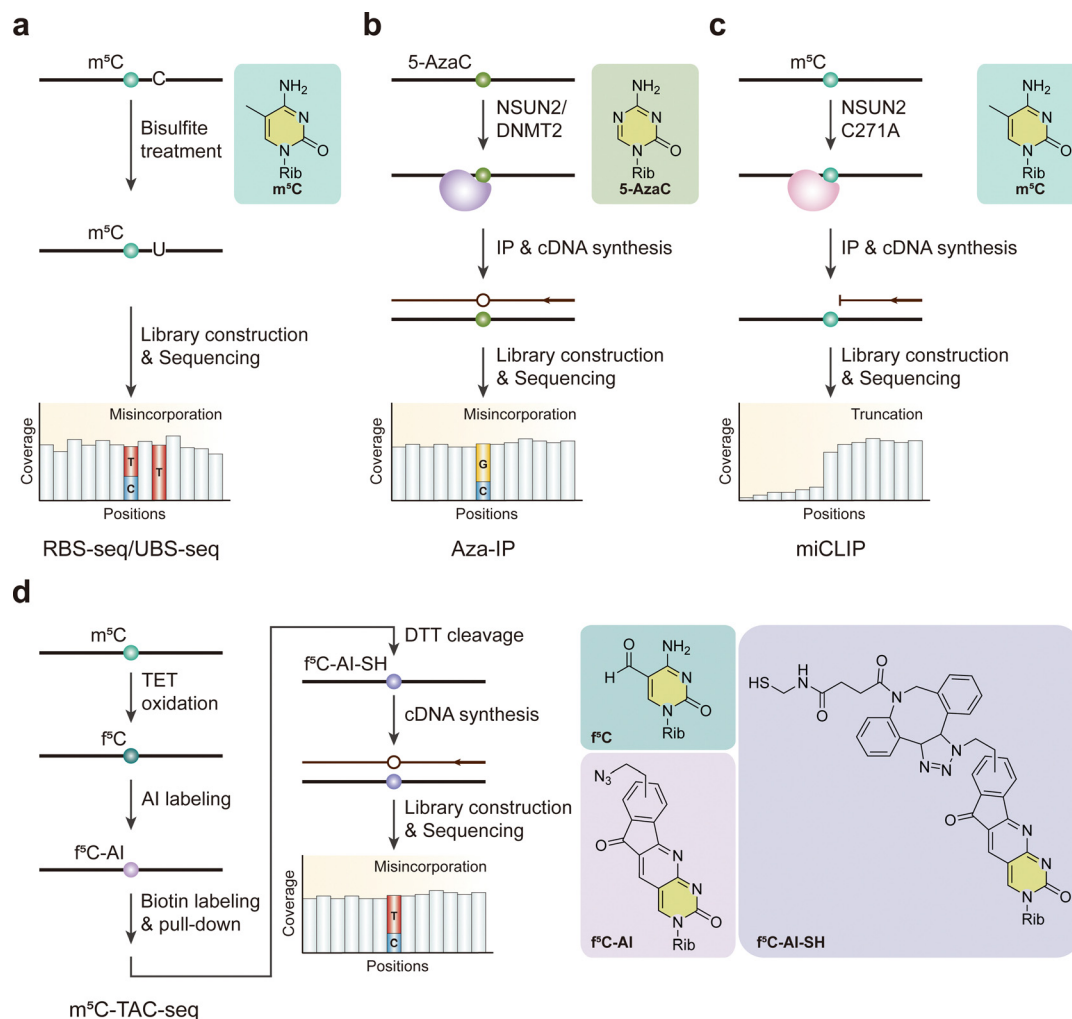 a
m⁵C
C
Bisulfite
treatment
NH₂
N
N
O
Rib
m⁵C
m⁵C
U
Library construction
& Sequencing
Misincorporation
Coverage
T
C
T
Positions
RBS-seq/UBS-seq
b
5-AzaC
NSUN2/
DNMT2
NH₂
N
N
N
O
Rib
5-AzaC
IP & cDNA synthesis
Library construction
& Sequencing
Misincorporation
Coverage
G
C
Positions
Aza-IP
c
m⁵C
NSUN2
C271A
NH₂
N
N
O
Rib
m⁵C
IP & cDNA synthesis
Library construction
& Sequencing
Truncation
Coverage
Positions
miCLIP
d
m⁵C
TET
oxidation
f⁵C
AI labeling
f⁵C-AI
Biotin labeling
& pull-down
m⁵C-TAC-seq
DTT cleavage
f⁵C-AI-SH
cDNA synthesis
Library construction
& Sequencing
Misincorporation
Coverage
T
C
Positions
O
NH₂
N
N
O
Rib
f⁵C
N₃
O
N
N
N
O
Rib
f⁵C-AI
HS
H
N
O
O
N
N
N=N
O
N
N
N
O
Rib
f⁵C-AI-SH